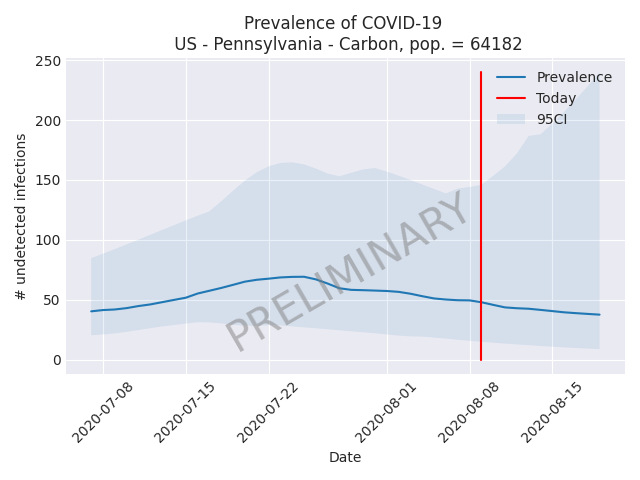 Prevalence of COVID-19
US - Pennsylvania - Carbon, pop. = 64182
250
200
150
100
50
0
# undetected infections
Prevalence
Today
95CI
PRELIMINARY
2020-07-08
2020-07-15
2020-07-22
2020-08-01
2020-08-08
2020-08-15
Date